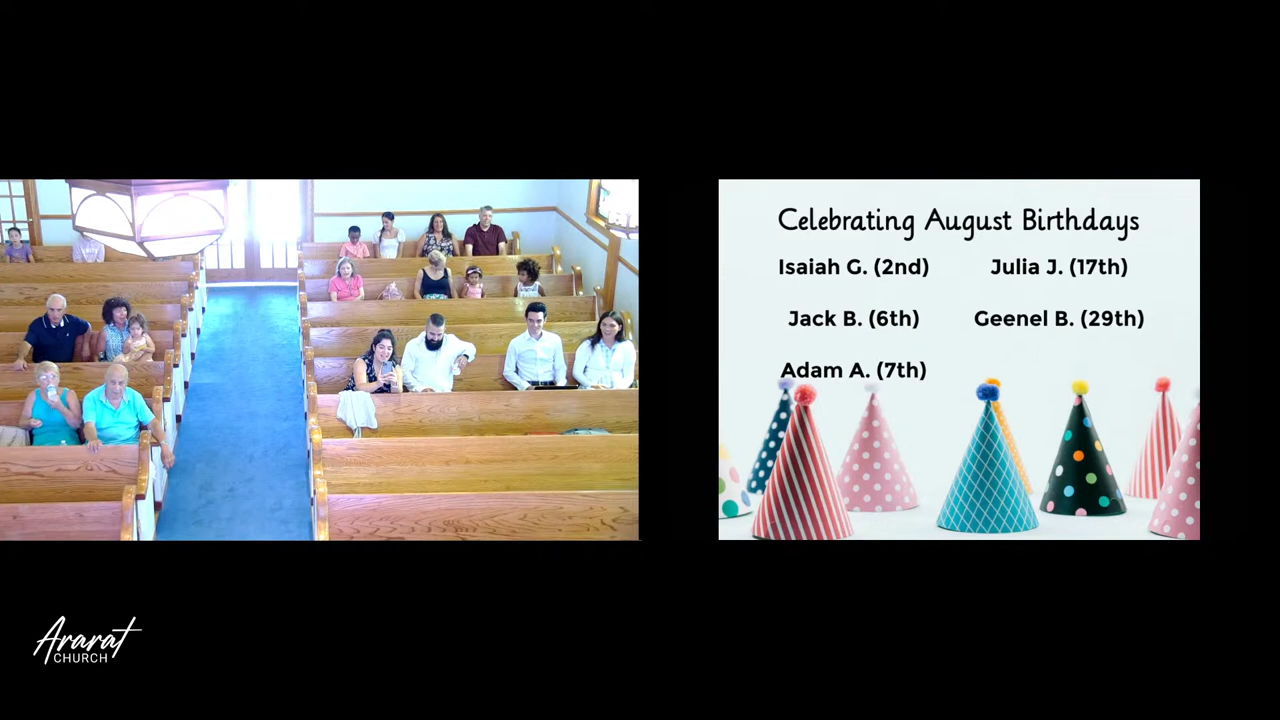 Celebrating August Birthdays
Isaiah G. (2nd)
Julia J. (17th)
Jack B. (6th)
Geenel B. (29th)
Adam A. (7th)
Ararat
CHURCH